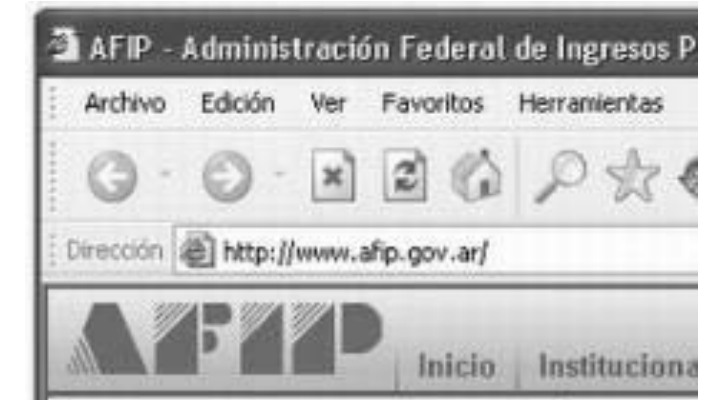 AFIP - Administración Federal de Ingresos P
Archivo Edición Ver Favoritos Herramientas
Dirección http://www.afip.gov.ar/
AFIP Inicio Instituciona